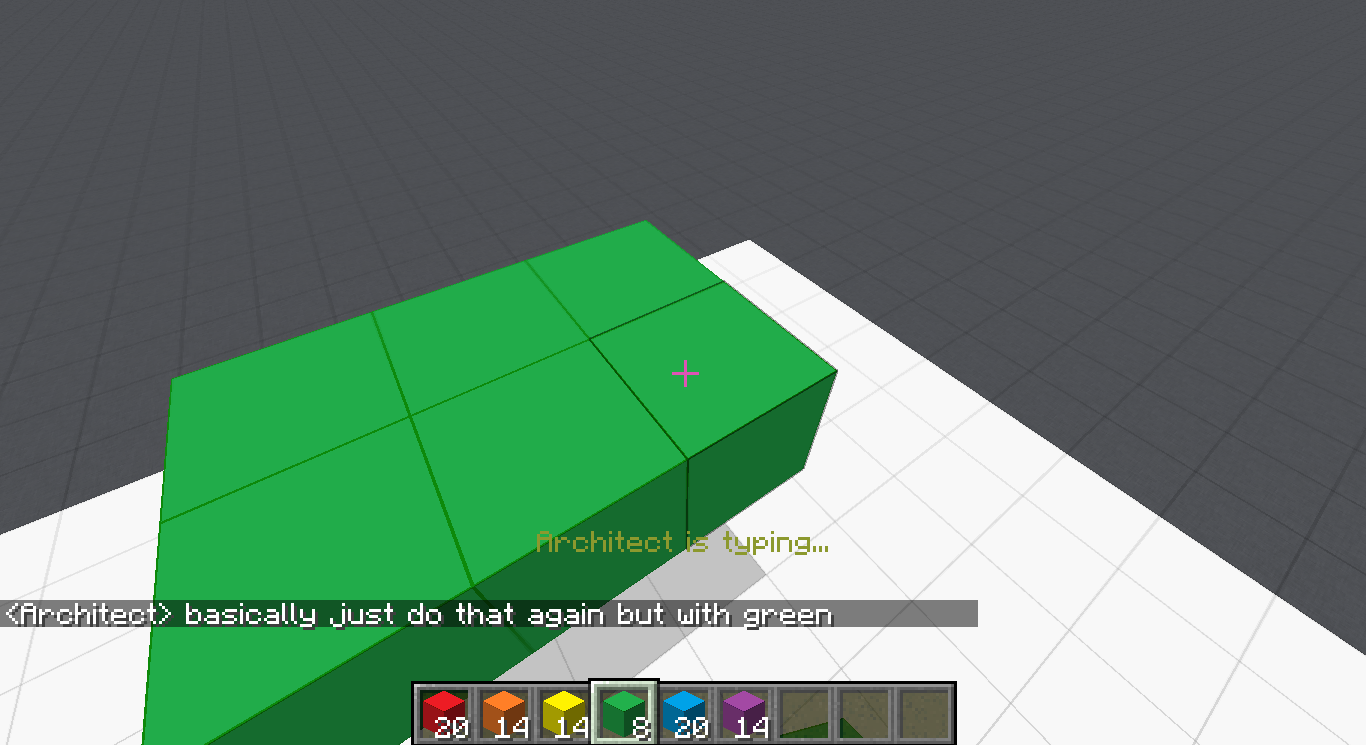 Architect is typing...
<Architect> basically just do that again but with green
20 14 14 8 20 14